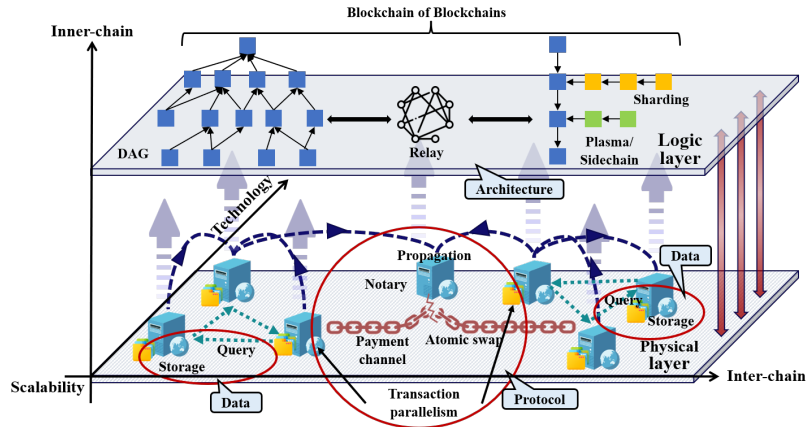 Blockchain of Blockchains
Inner-chain
Sharding
DAG
Relay
Plasma/
Sidechain
Logic
layer
Architecture
Technology
Propagation
Notary
Data
Query
Storage
Payment
channel
Atomic swap
Query
Storage
Physical
layer
Scalability
Inter-chain
Data
Transaction
parallelism
Protocol